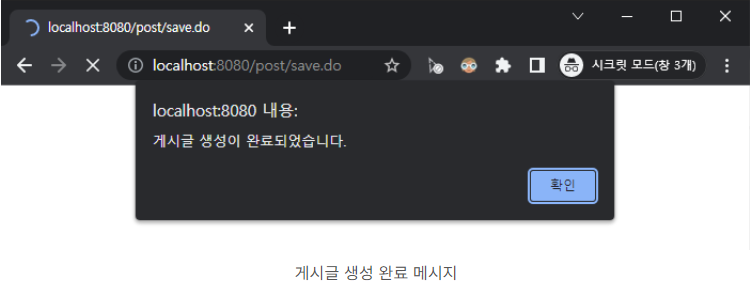 localhost:8080/post/save.do
localhost:8080/post/save.do
시크릿 모드(창 3개)
localhost:8080 내용:
게시글 생성이 완료되었습니다.
확인
게시글 생성 완료 메시지